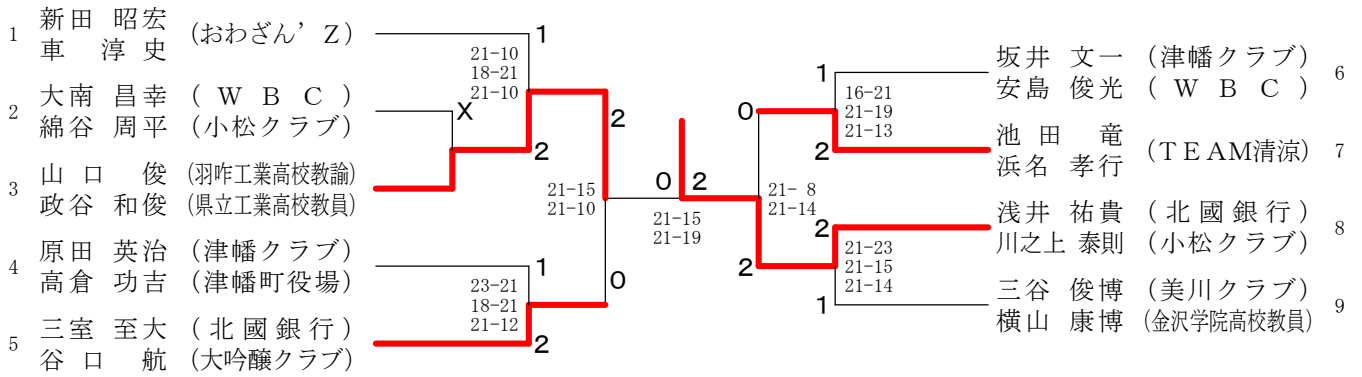 1 新田 昭宏 (おわざん’Z)
車 淳史
2 大南 昌幸 (WBC)
綿谷 周平 (小松クラブ)
3 山口 俊 (羽咋工業高校教諭)
政谷 和俊 (県立工業高校教員)
4 原田 英治 (津幡クラブ)
高倉 功吉 (津幡町役場)
5 三室 至大 (北國銀行)
谷口 航 (大吟醸クラブ)
1
21-10
18-21
21-10
X
2
2
21-15
21-10
1
23-21
18-21
21-12
2
0
0 2
21-15
21-19
0
21- 8
21-14
2
1
16-21
21-19
21-13
2
2
21-23
21-15
21-14
1
坂井 文一 (津幡クラブ) 6
安島 俊光 (WBC)
池田 竜 (TEAM清涼) 7
浜名 孝行
浅井 祐貴 (北國銀行) 8
川之上 泰則 (小松クラブ)
三谷 俊博 (美川クラブ) 9
横山 康博 (金沢学院高校教員)